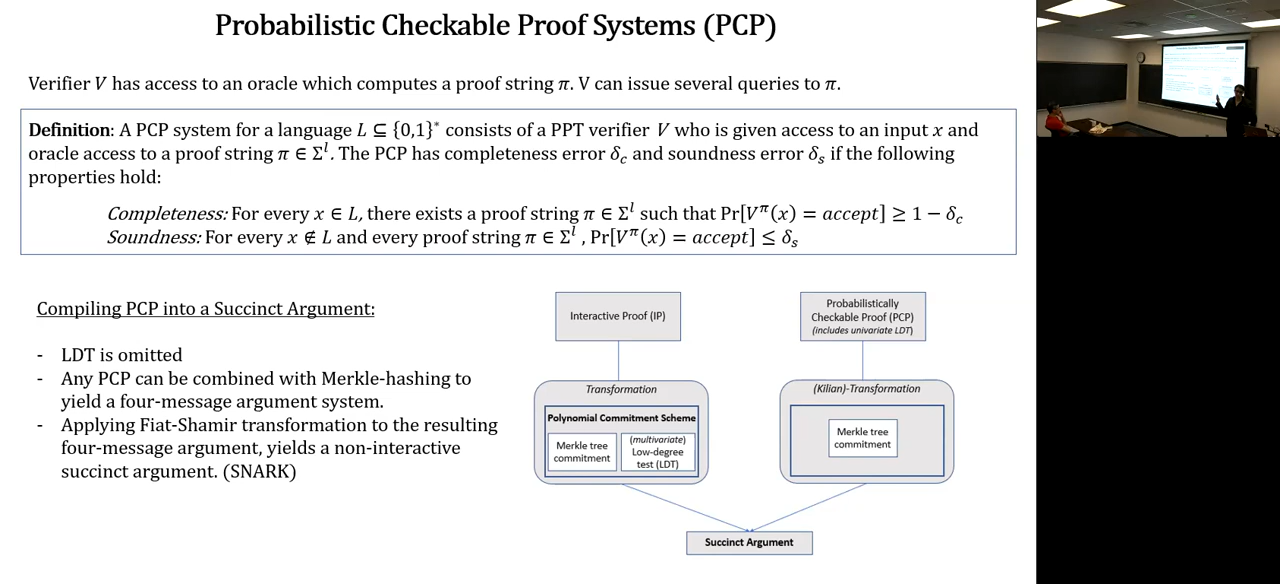 Probabilistic Checkable Proof Systems (PCP)
Verifier V has access to an oracle which computes a proof string π. V can issue several queries to π.
Definition: A PCP system for a language L ⊆ {0,1}* consists of a PPT verifier V who is given access to an input x and
oracle access to a proof string π ∈ Σ^l. The PCP has completeness error δ_c and soundness error δ_s if the following
properties hold:
Completeness: For every x ∈ L, there exists a proof string π ∈ Σ^l such that Pr[V^π(x) = accept] ≥ 1 − δ_c
Soundness: For every x ∉ L and every proof string π ∈ Σ^l , Pr[V^π(x) = accept] ≤ δ_s
Compiling PCP into a Succinct Argument:
- LDT is omitted
- Any PCP can be combined with Merkle-hashing to
yield a four-message argument system.
- Applying Fiat-Shamir transformation to the resulting
four-message argument, yields a non-interactive
succinct argument. (SNARK)
Interactive Proof (IP)
Transformation
Polynomial Commitment Scheme
Merkle tree
commitment
(multivariate)
Low-degree
test (LDT)
Probabilistically
Checkable Proof (PCP)
(includes univariate LDT)
(Kilian)-Transformation
Merkle tree
commitment
Succinct Argument